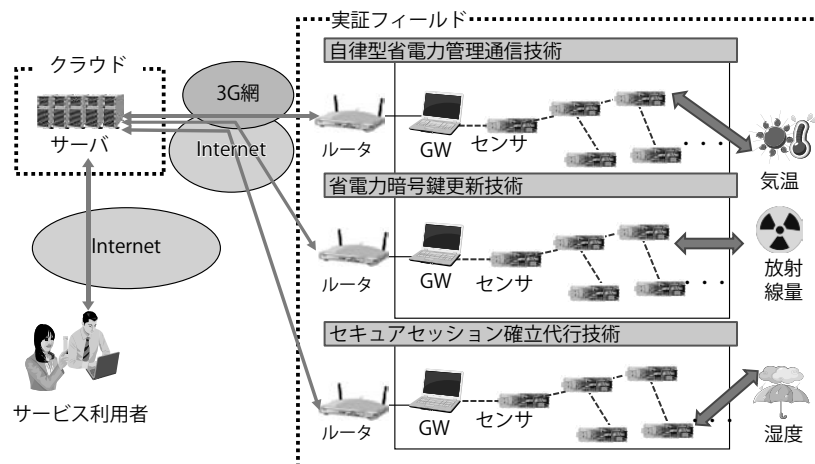 実証フィールド
クラウド
サーバ
3G網
Internet
Internet
サービス利用者
自律型省電力管理通信技術
ルータ
GW
センサ
気温
省電力暗号鍵更新技術
ルータ
GW
センサ
放射
線量
セキュアセッション確立代行技術
ルータ
GW
センサ
湿度